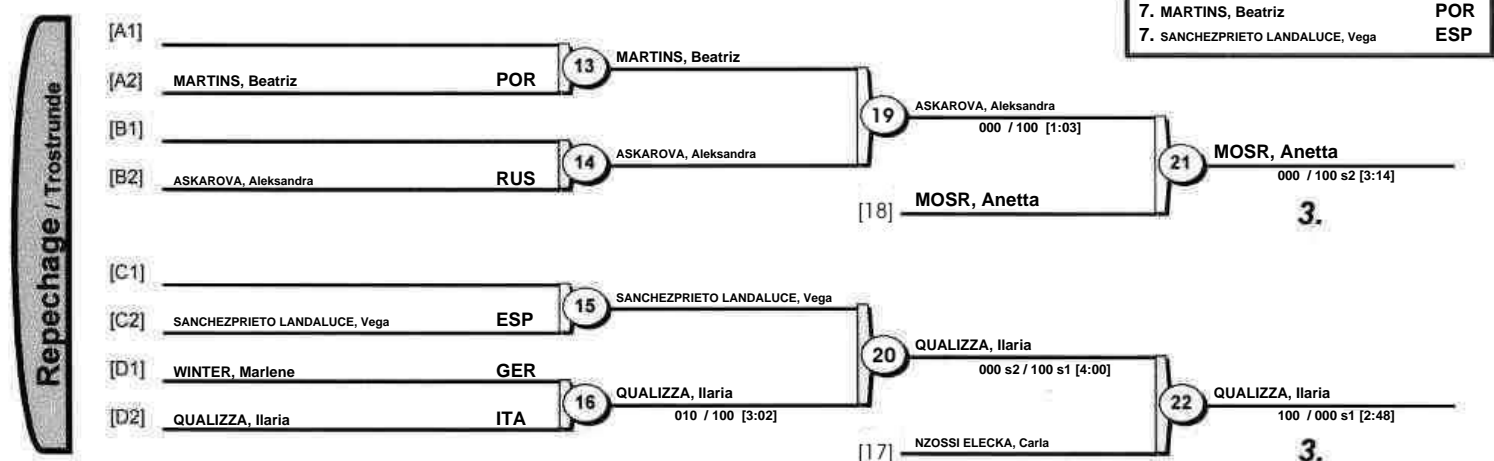 7. MARTINS, Beatriz POR
7. SANCHEZPRIETO LANDALUCE, Vega ESP
Repechage / Trostrunde
[A1]
[A2] MARTINS, Beatriz POR
13 MARTINS, Beatriz
[B1]
[B2] ASKAROVA, Aleksandra RUS
14 ASKAROVA, Aleksandra
19 ASKAROVA, Aleksandra
000 / 100 [1:03]
[18] MOSR, Anetta
21 MOSR, Anetta
000 / 100 s2 [3:14]
3.
[C1]
[C2] SANCHEZPRIETO LANDALUCE, Vega ESP
15 SANCHEZPRIETO LANDALUCE, Vega
[D1] WINTER, Marlene GER
[D2] QUALIZZA, Ilaria ITA
16 QUALIZZA, Ilaria
010 / 100 [3:02]
20 QUALIZZA, Ilaria
000 s2 / 100 s1 [4:00]
[17] NZOSSI ELECKA, Carla
22 QUALIZZA, Ilaria
100 / 000 s1 [2:48]
3.